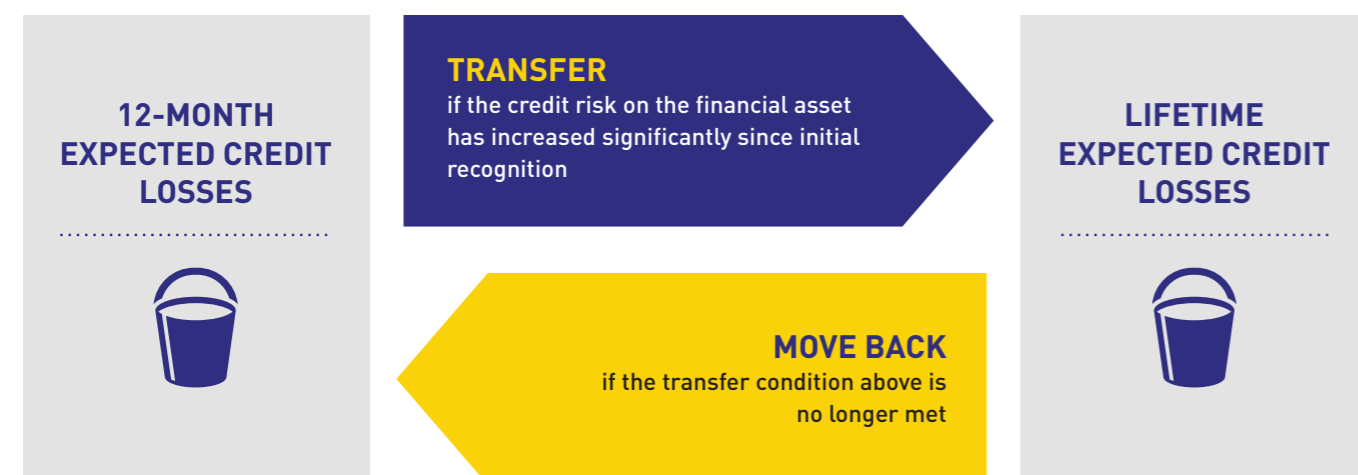 12-MONTH
EXPECTED CREDIT
LOSSES
TRANSFER
if the credit risk on the financial asset
has increased significantly since initial
recognition
MOVE BACK
if the transfer condition above is
no longer met
LIFETIME
EXPECTED CREDIT
LOSSES